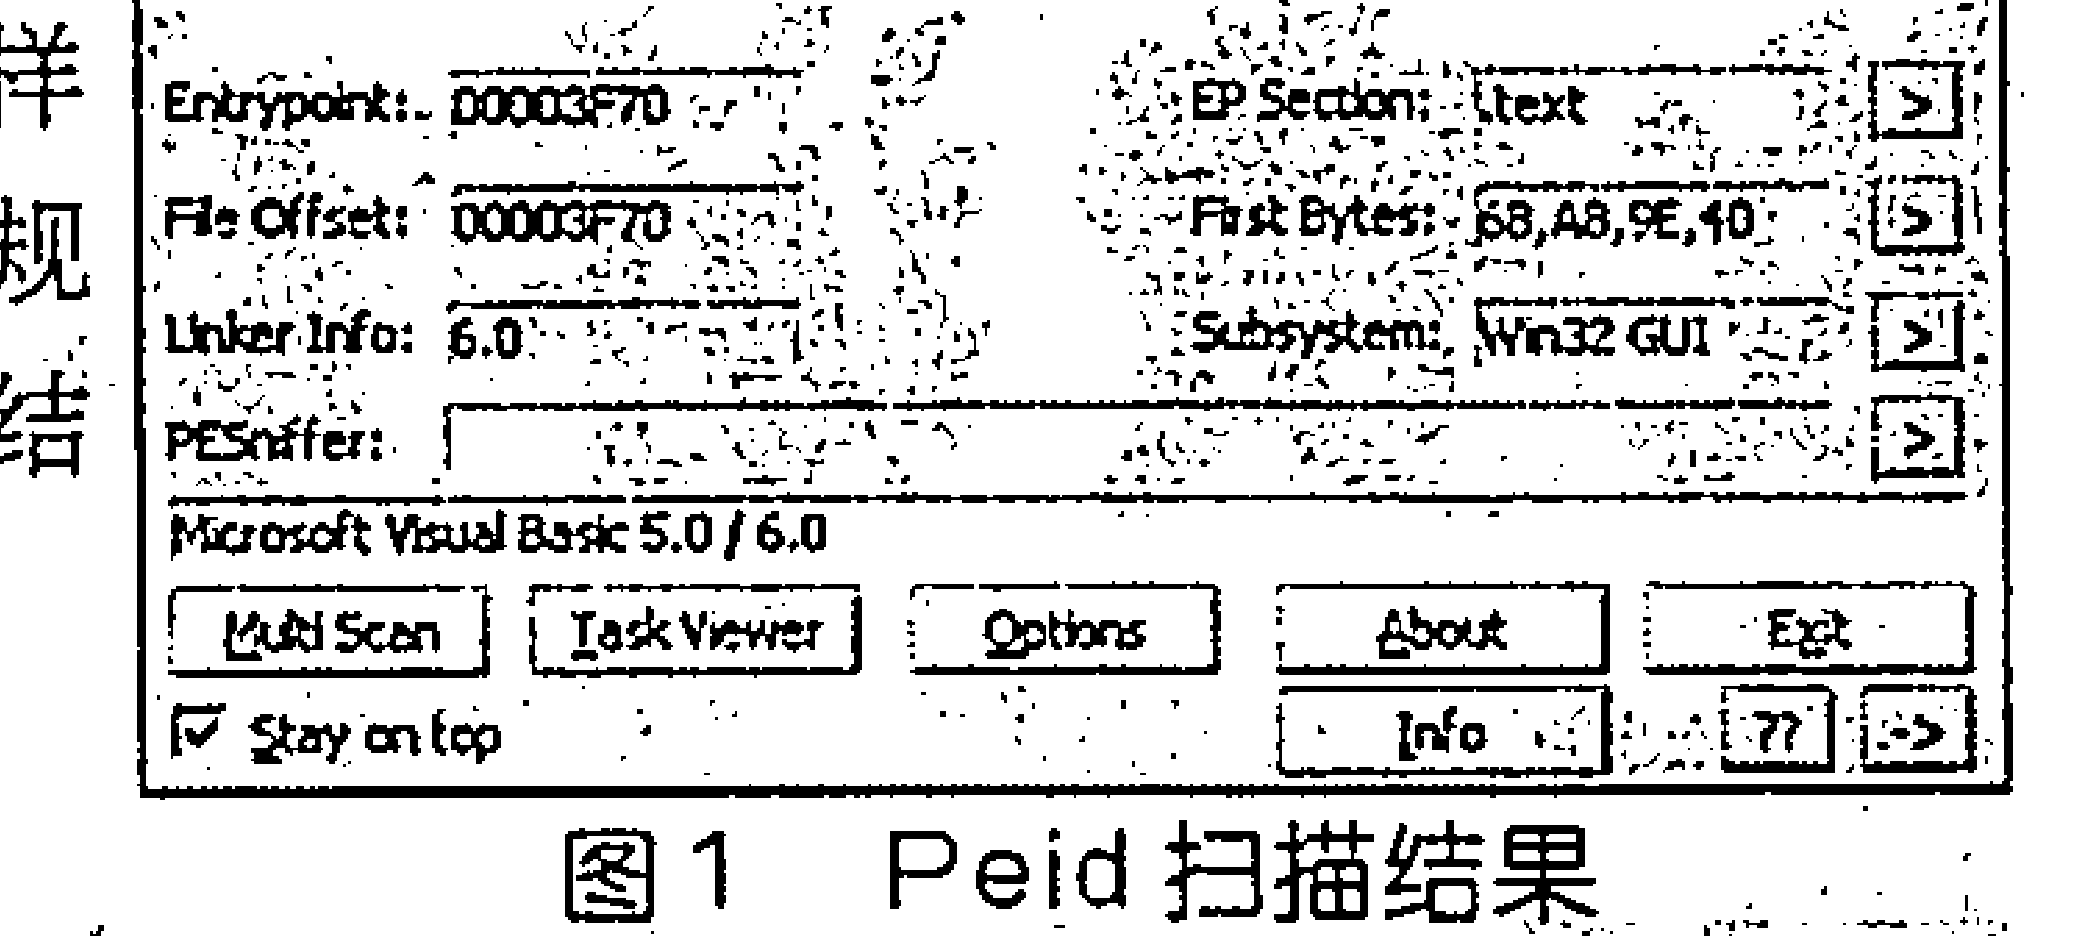 样
Entrypoint: 00003F70 EP Section: .text >
规
File Offset: 00003F70 First Bytes: 68,A8,9E,40 >
Linker Info: 6.0 Subsystem: Win32 GUI >
结
PESniffer: >
Microsoft Visual Basic 5.0 / 6.0
Multi Scan Task Viewer Options About Exit
Stay on top Info ?? ->
图1 Peid 扫描结果